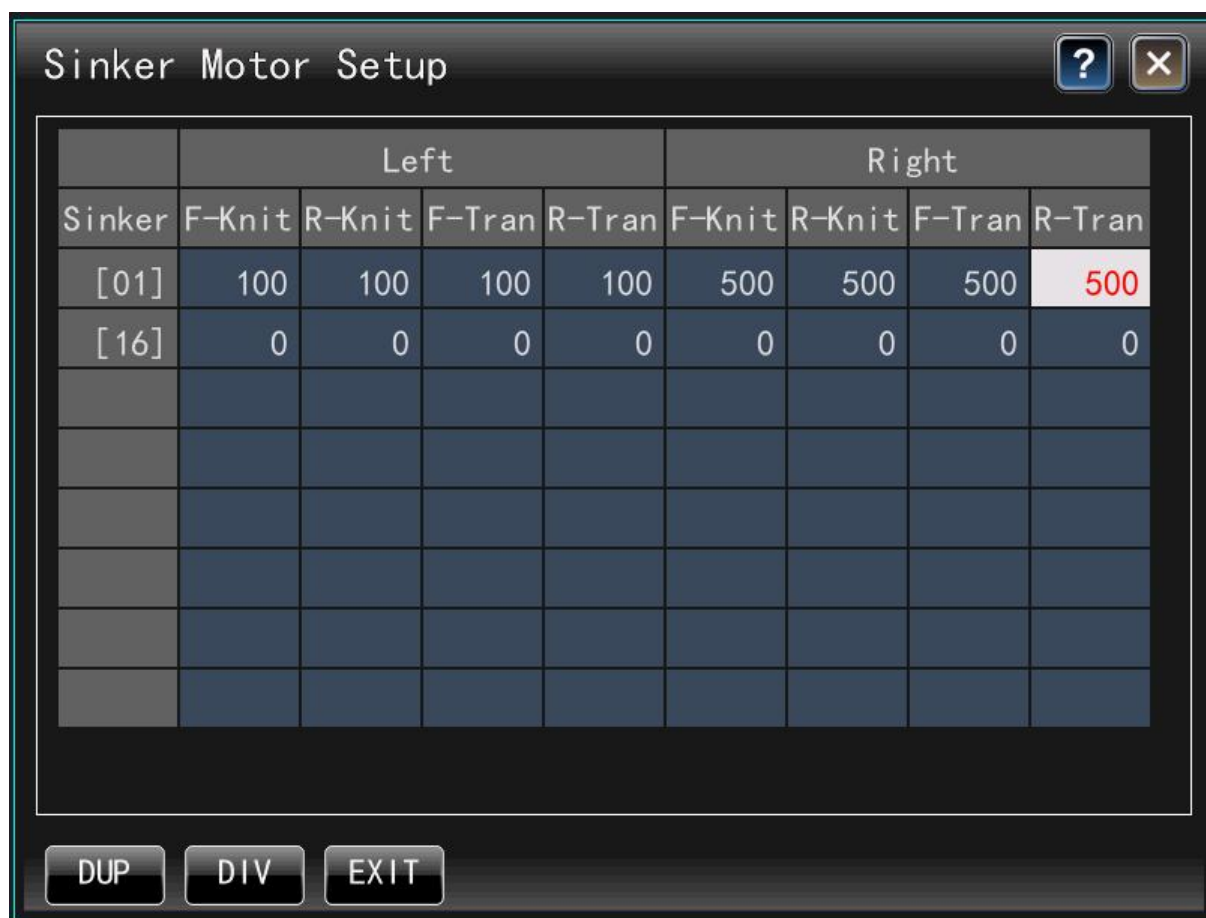 Sinker Motor Setup ? ×
Left Right
Sinker F-Knit R-Knit F-Tran R-Tran F-Knit R-Knit F-Tran R-Tran
[01] 100 100 100 100 500 500 500 500
[16] 0 0 0 0 0 0 0 0
DUP DIV EXIT